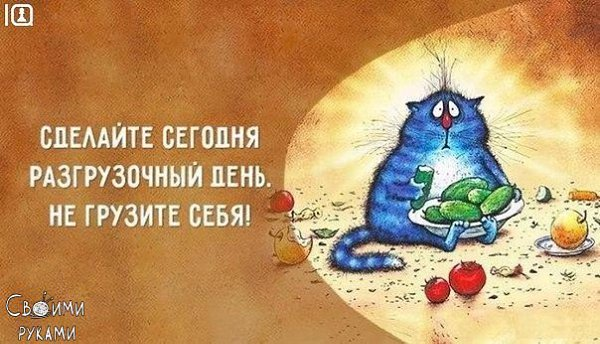 СДЕЛАЙТЕ СЕГОДНЯ
РАЗГРУЗОЧНЫЙ ДЕНЬ.
НЕ ГРУЗИТЕ СЕБЯ!
Своими
руками